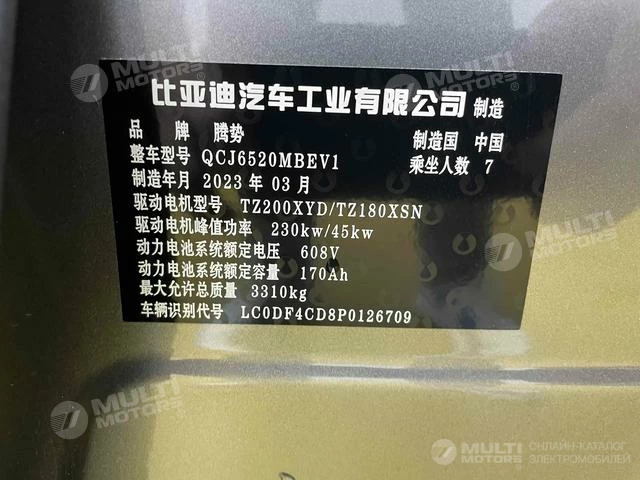 比亚迪汽车工业有限公司 制造
品 牌 腾势 制造国 中国
整车型号 QCJ6520MBEV1 乘坐人数 7
制造年月 2023 年 03 月
驱动电机型号 TZ200XYD/TZ180XSN
驱动电机峰值功率 230kw/45kw
动力电池系统额定电压 608V
动力电池系统额定容量 170Ah
最大允许总质量 3310kg
车辆识别代号 LC0DF4CD8P0126709
MULTI MOTORS
MULTI MOTORS
MULTI MOTORS
MULTI MOTORS
MULTI MOTORS
ОНЛАЙН-КАТАЛОГ
ЭЛЕКТРОМОБИЛЕЙ